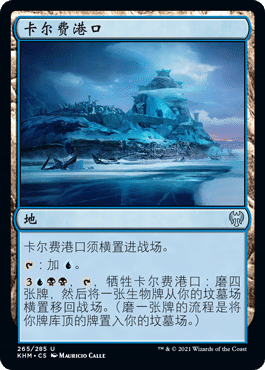 卡尔费港口
地
卡尔费港口须横置进战场。
：加。
3，，牺牲卡尔费港口：磨四
张牌，然后将一张生物牌从你的坟墓场
横置移回战场。（磨一张牌的流程是将
你牌库顶的牌置入你的坟墓场。）
265/285 U
KHM • CS MAURICIO CALLE
™ & © 2021 Wizards of the Coast